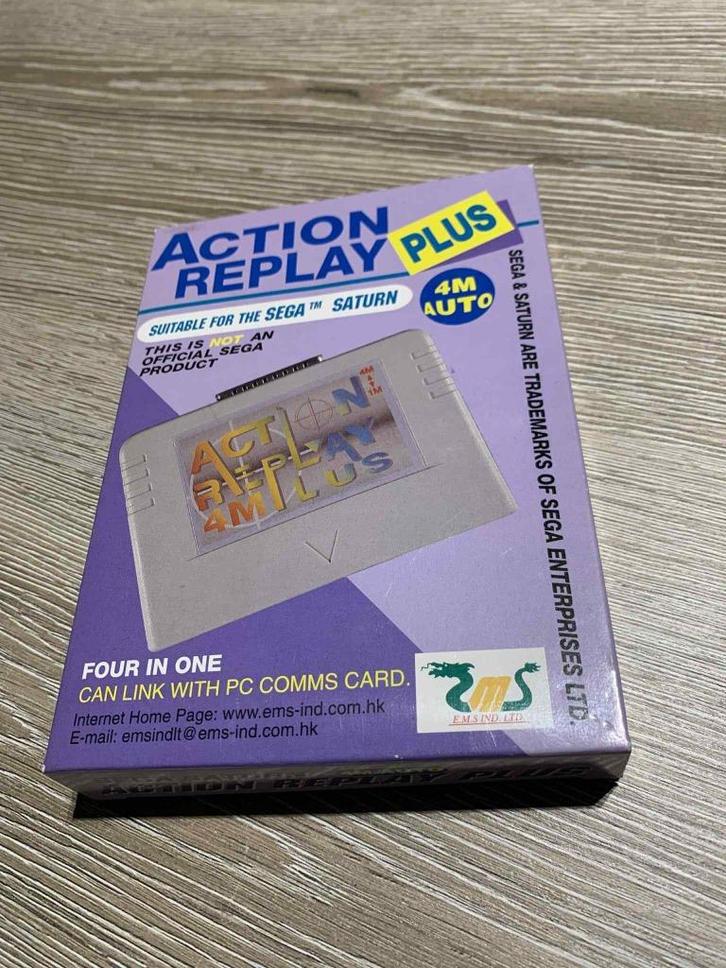 ACTION
REPLAY
PLUS
SUITABLE FOR THE SEGA™ SATURN
4M
AUTO
THIS IS NOT AN
OFFICIAL SEGA
PRODUCT
ACTION
REPLAY
4M PLUS
4M
1M
SEGA & SATURN ARE TRADEMARKS OF SEGA ENTERPRISES LTD.
FOUR IN ONE
CAN LINK WITH PC COMMS CARD.
Internet Home Page: www.ems-ind.com.hk
E-mail: emsindlt@ems-ind.com.hk
EMS
E.M.S IND. LTD.
ACTION REPLAY PLUS